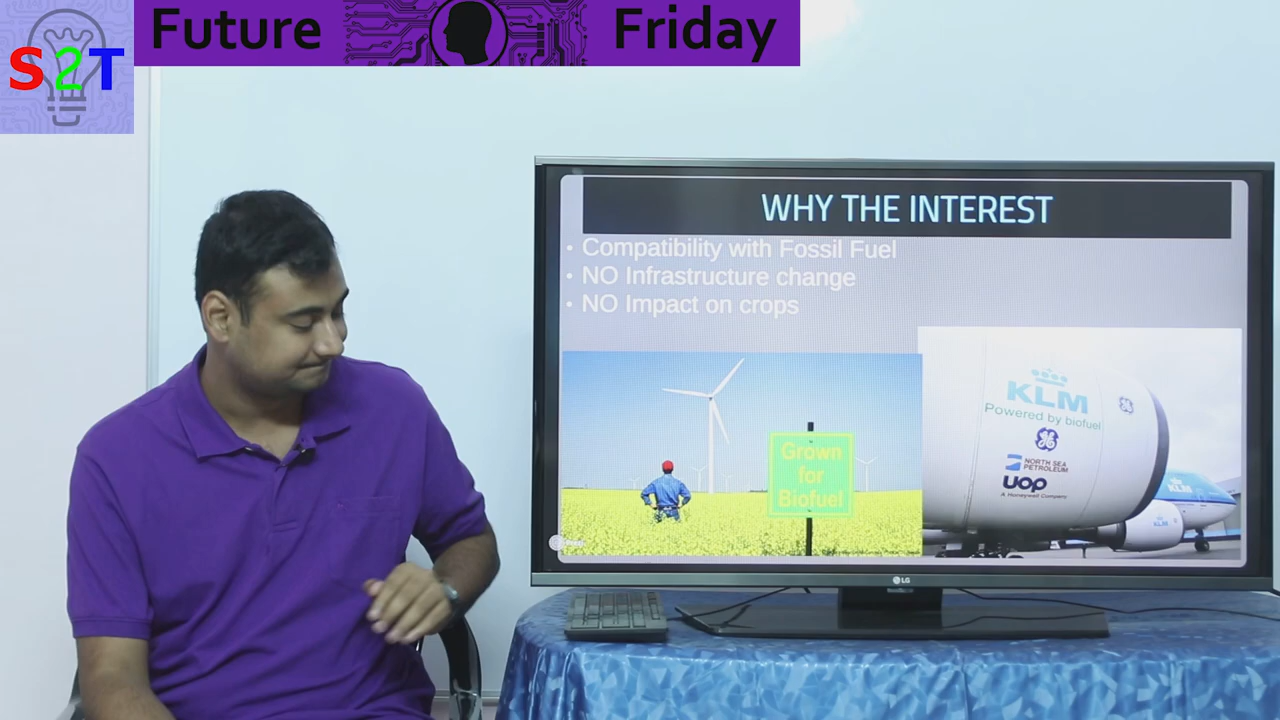 Future Friday
S2T
WHY THE INTEREST
• Compatibility with Fossil Fuel
• NO Infrastructure change
• NO Impact on crops
Grown
for
Biofuel
KLM
Powered by biofuel
NORTH SEA
PETROLEUM
uop
A Honeywell Company
KLM
KLM
LG